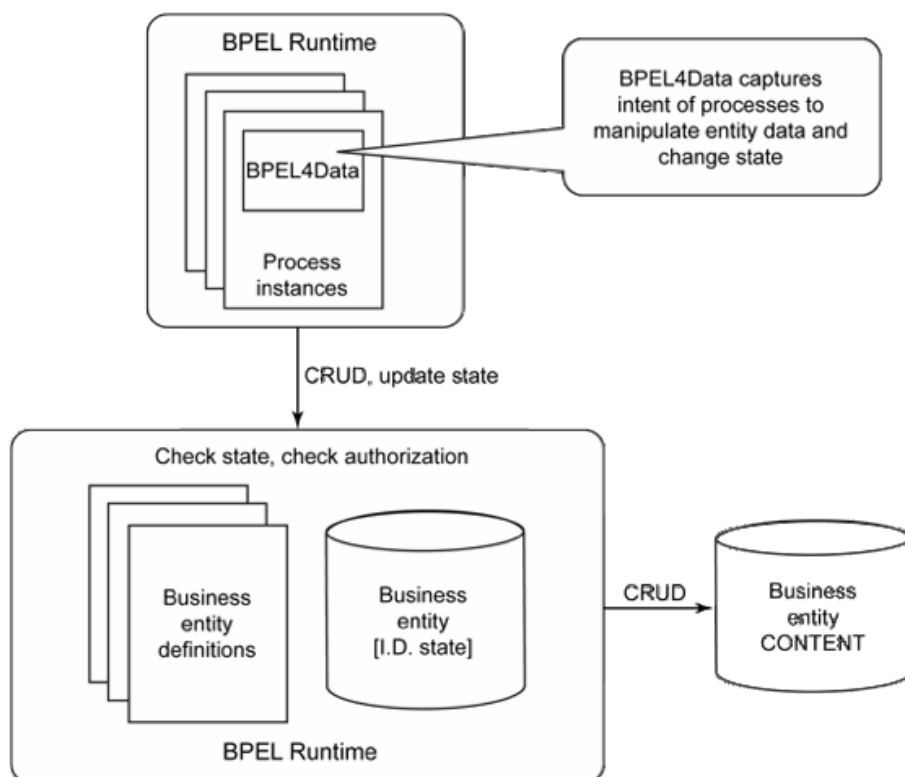 BPEL Runtime
BPEL4Data captures
intent of processes to
manipulate entity data and
change state
BPEL4Data
Process
instances
CRUD, update state
Check state, check authorization
Business
entity
definitions
Business
entity
[I.D. state]
CRUD
Business
entity
CONTENT
BPEL Runtime